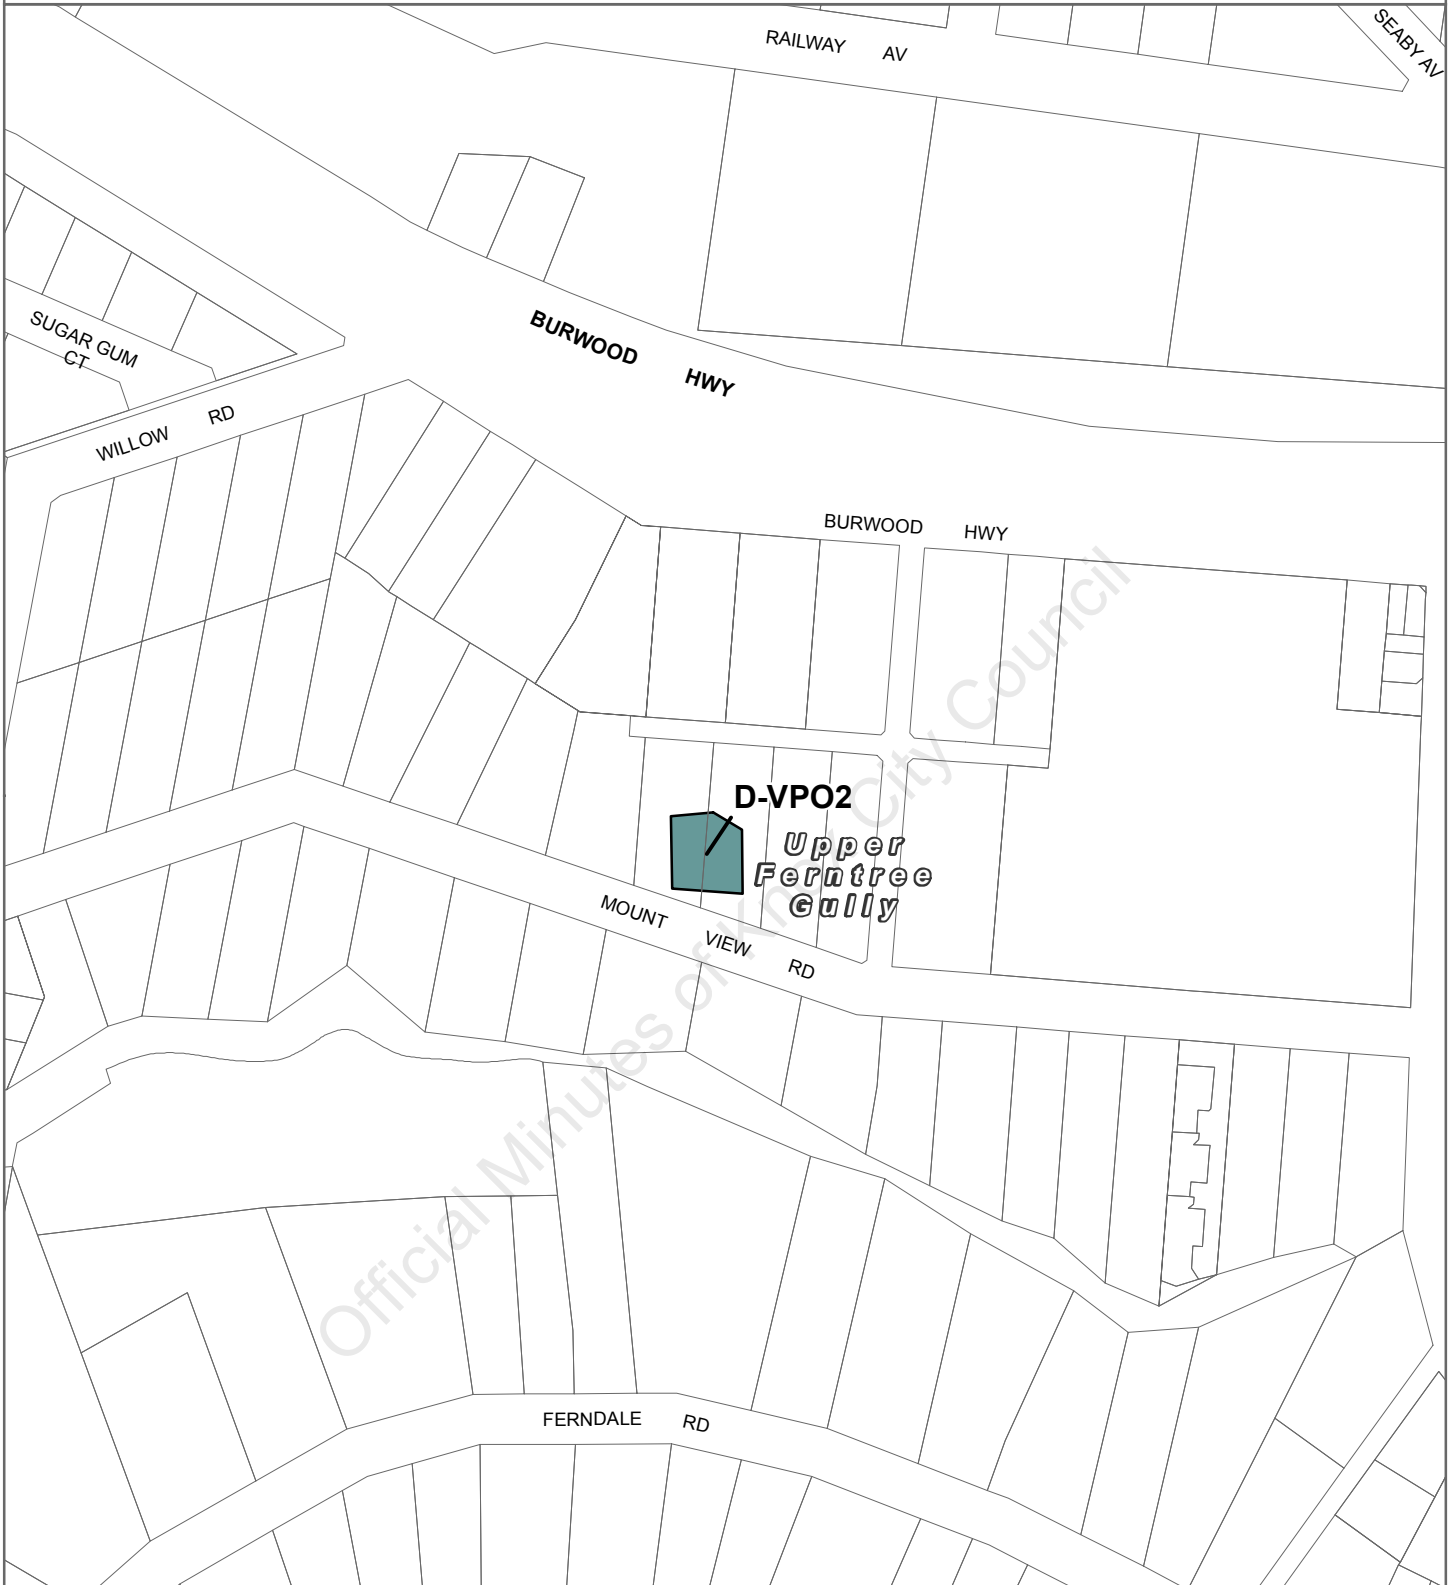 RAILWAY AV
SEABY AV
SUGAR GUM
CT
BURWOOD HWY
WILLOW RD
BURWOOD HWY
D-VPO2
Upper
Ferntree
Gully
MOUNT VIEW RD
FERNDALE RD
Official Minutes of Knox City Council